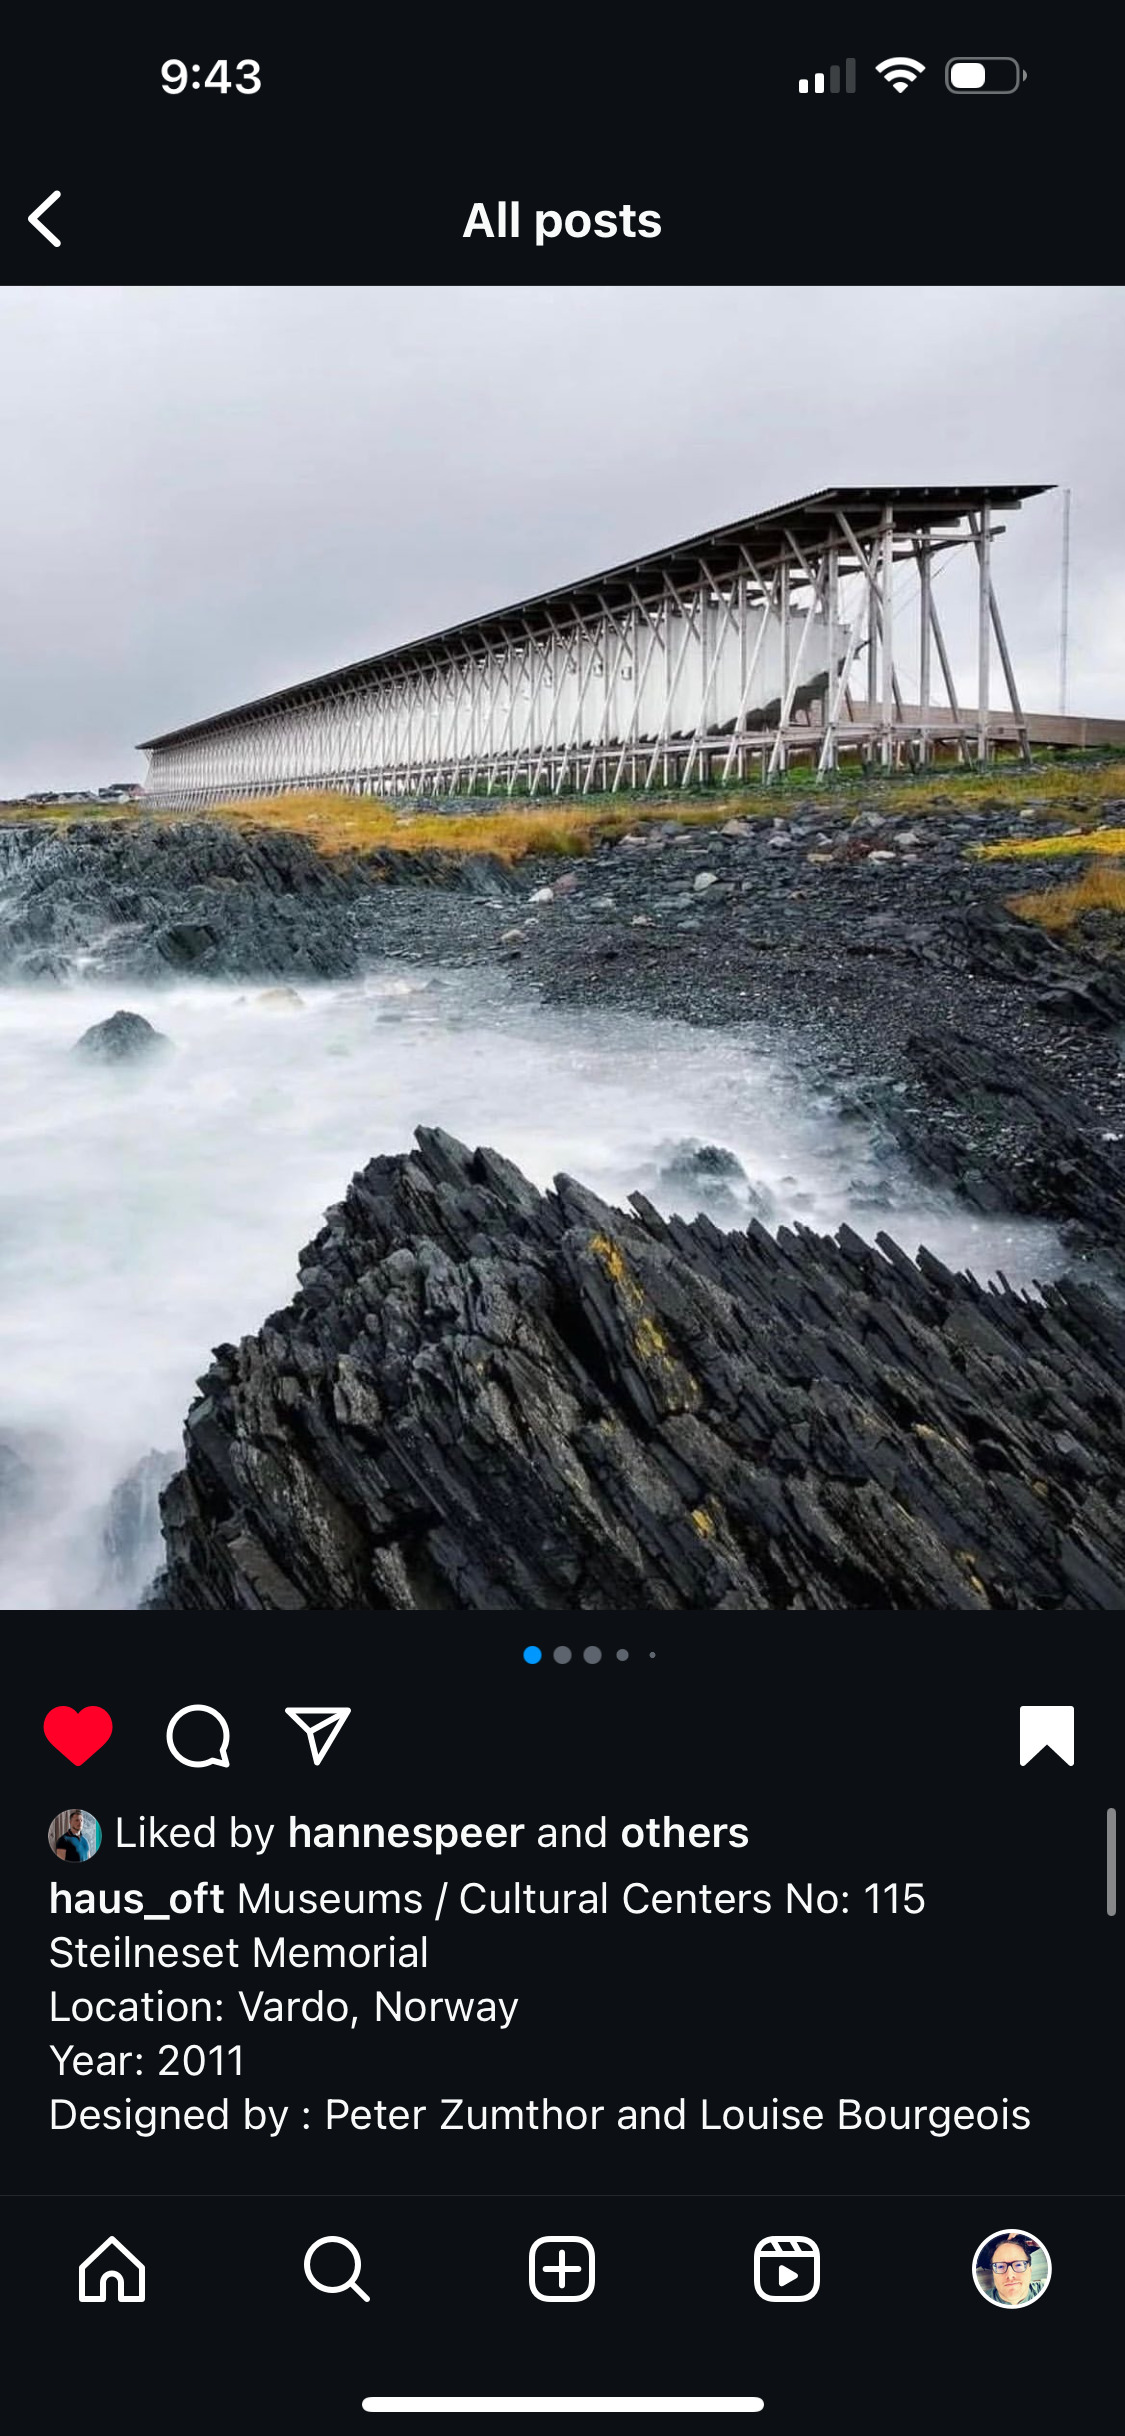 9:43
All posts
Liked by hannespeer and others
haus_oft Museums / Cultural Centers No: 115
Steilneset Memorial
Location: Vardo, Norway
Year: 2011
Designed by : Peter Zumthor and Louise Bourgeois